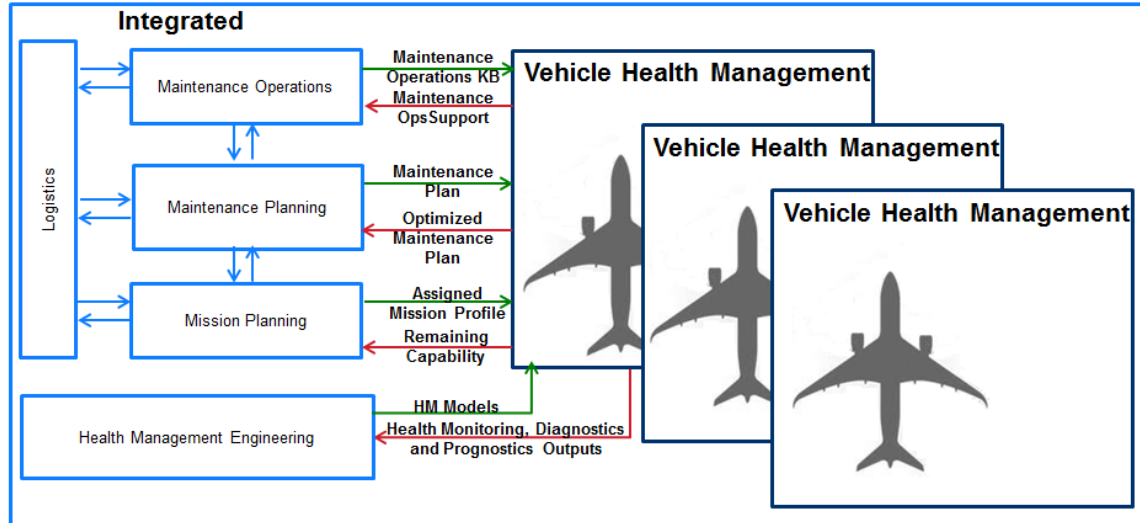 Integrated
Logistics
Maintenance Operations
Maintenance
Operations KB
Maintenance
OpsSupport
Maintenance Planning
Maintenance
Plan
Optimized
Maintenance
Plan
Mission Planning
Assigned
Mission Profile
Remaining
Capability
Health Management Engineering
HM Models
Health Monitoring, Diagnostics
and Prognostics Outputs
Vehicle Health Management
Vehicle Health Management
Vehicle Health Management